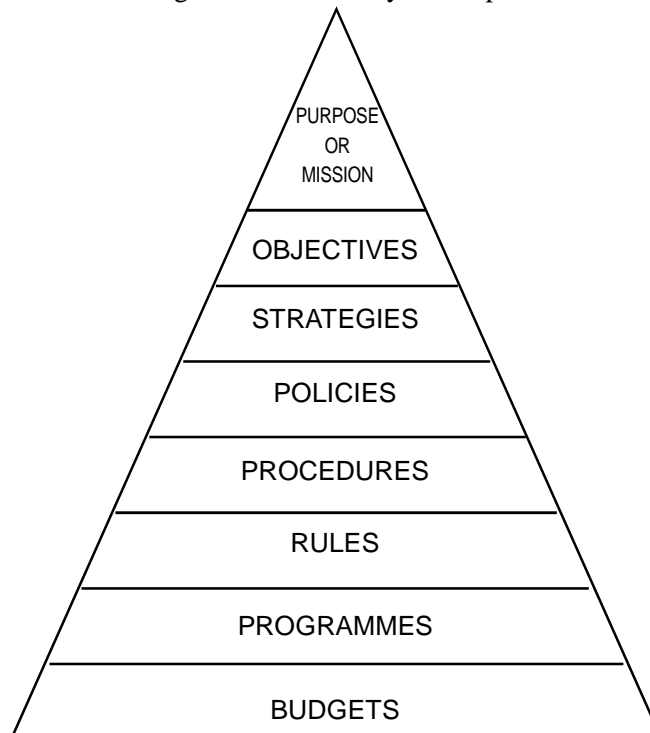 PURPOSE
OR
MISSION
OBJECTIVES
STRATEGIES
POLICIES
PROCEDURES
RULES
PROGRAMMES
BUDGETS